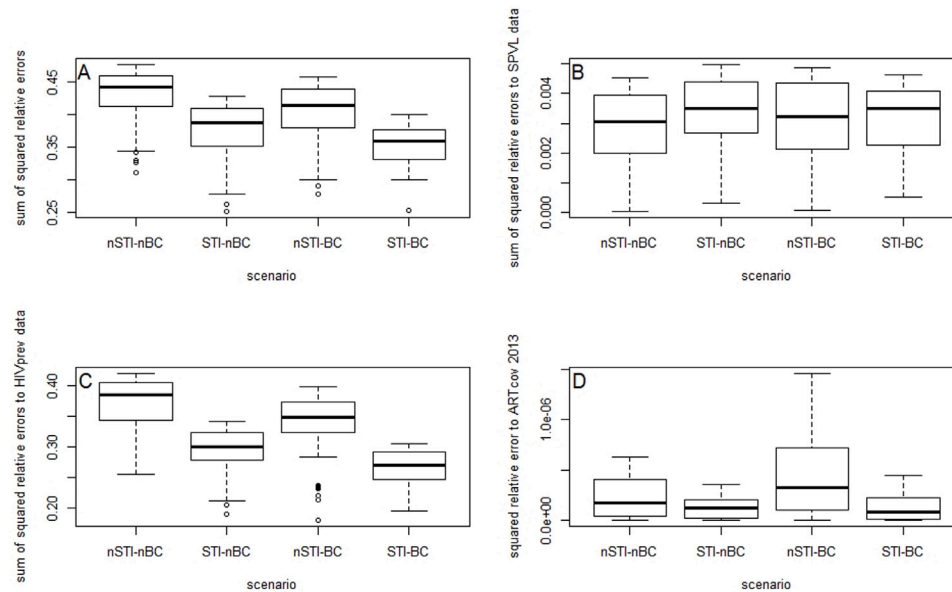 A
sum of squared relative errors
0.45
0.35
0.25
nSTI-nBC STI-nBC nSTI-BC STI-BC
scenario
B
sum of squared relative errors to SPVL data
0.004
0.002
0.000
nSTI-nBC STI-nBC nSTI-BC STI-BC
scenario
C
sum of squared relative errors to HIVprev data
0.40
0.30
0.20
nSTI-nBC STI-nBC nSTI-BC STI-BC
scenario
D
squared relative error to ARTcov 2013
1.0e-06
0.0e+00
nSTI-nBC STI-nBC nSTI-BC STI-BC
scenario